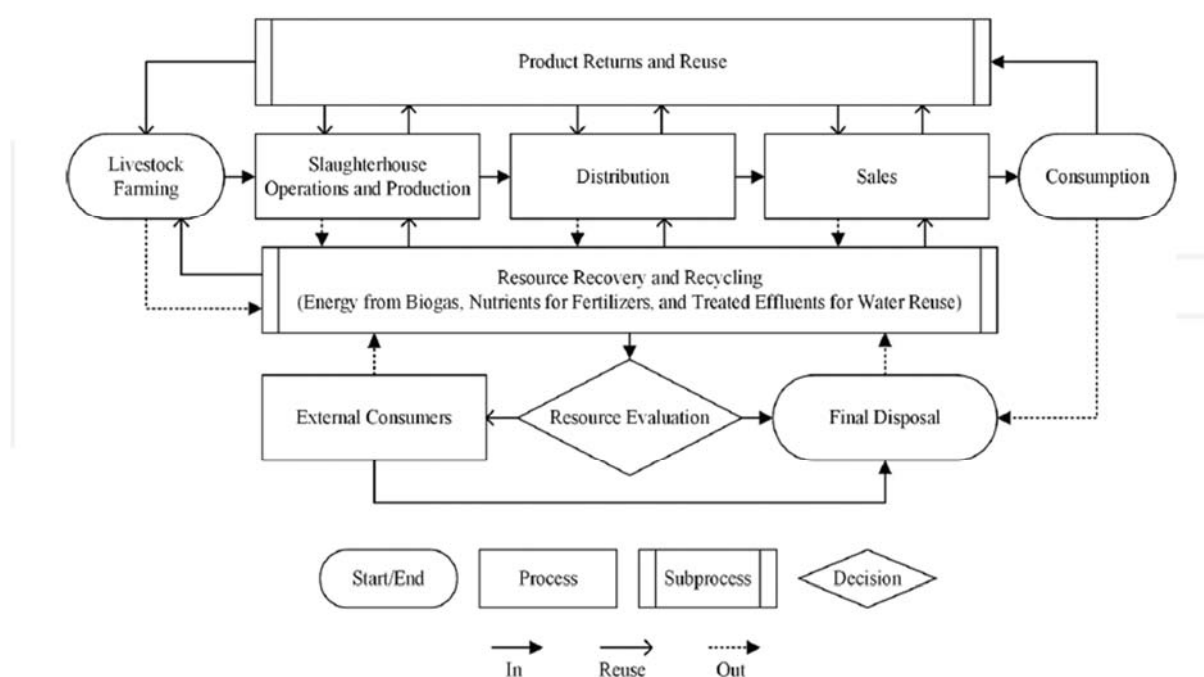 Product Returns and Reuse
Livestock
Farming
Slaughterhouse
Operations and Production
Distribution
Sales
Consumption
Resource Recovery and Recycling
(Energy from Biogas, Nutrients for Fertilizers, and Treated Effluents for Water Reuse)
External Consumers
Resource Evaluation
Final Disposal
Start/End
Process
Subprocess
Decision
In
Reuse
Out